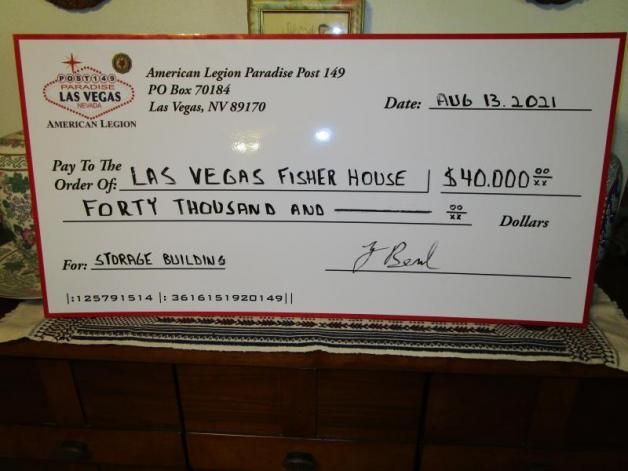 POST 149
PARADISE
LAS VEGAS
NEVADA
AMERICAN LEGION
American Legion Paradise Post 149
PO Box 70184
Las Vegas, NV 89170
Date: AUG 13. 2021
Pay To The
Order Of: LAS VEGAS FISHER HOUSE $40.000 00/xx
FORTY THOUSAND AND 00/xx Dollars
For: STORAGE BUILDING
|:125791514 |: 3616151920149||